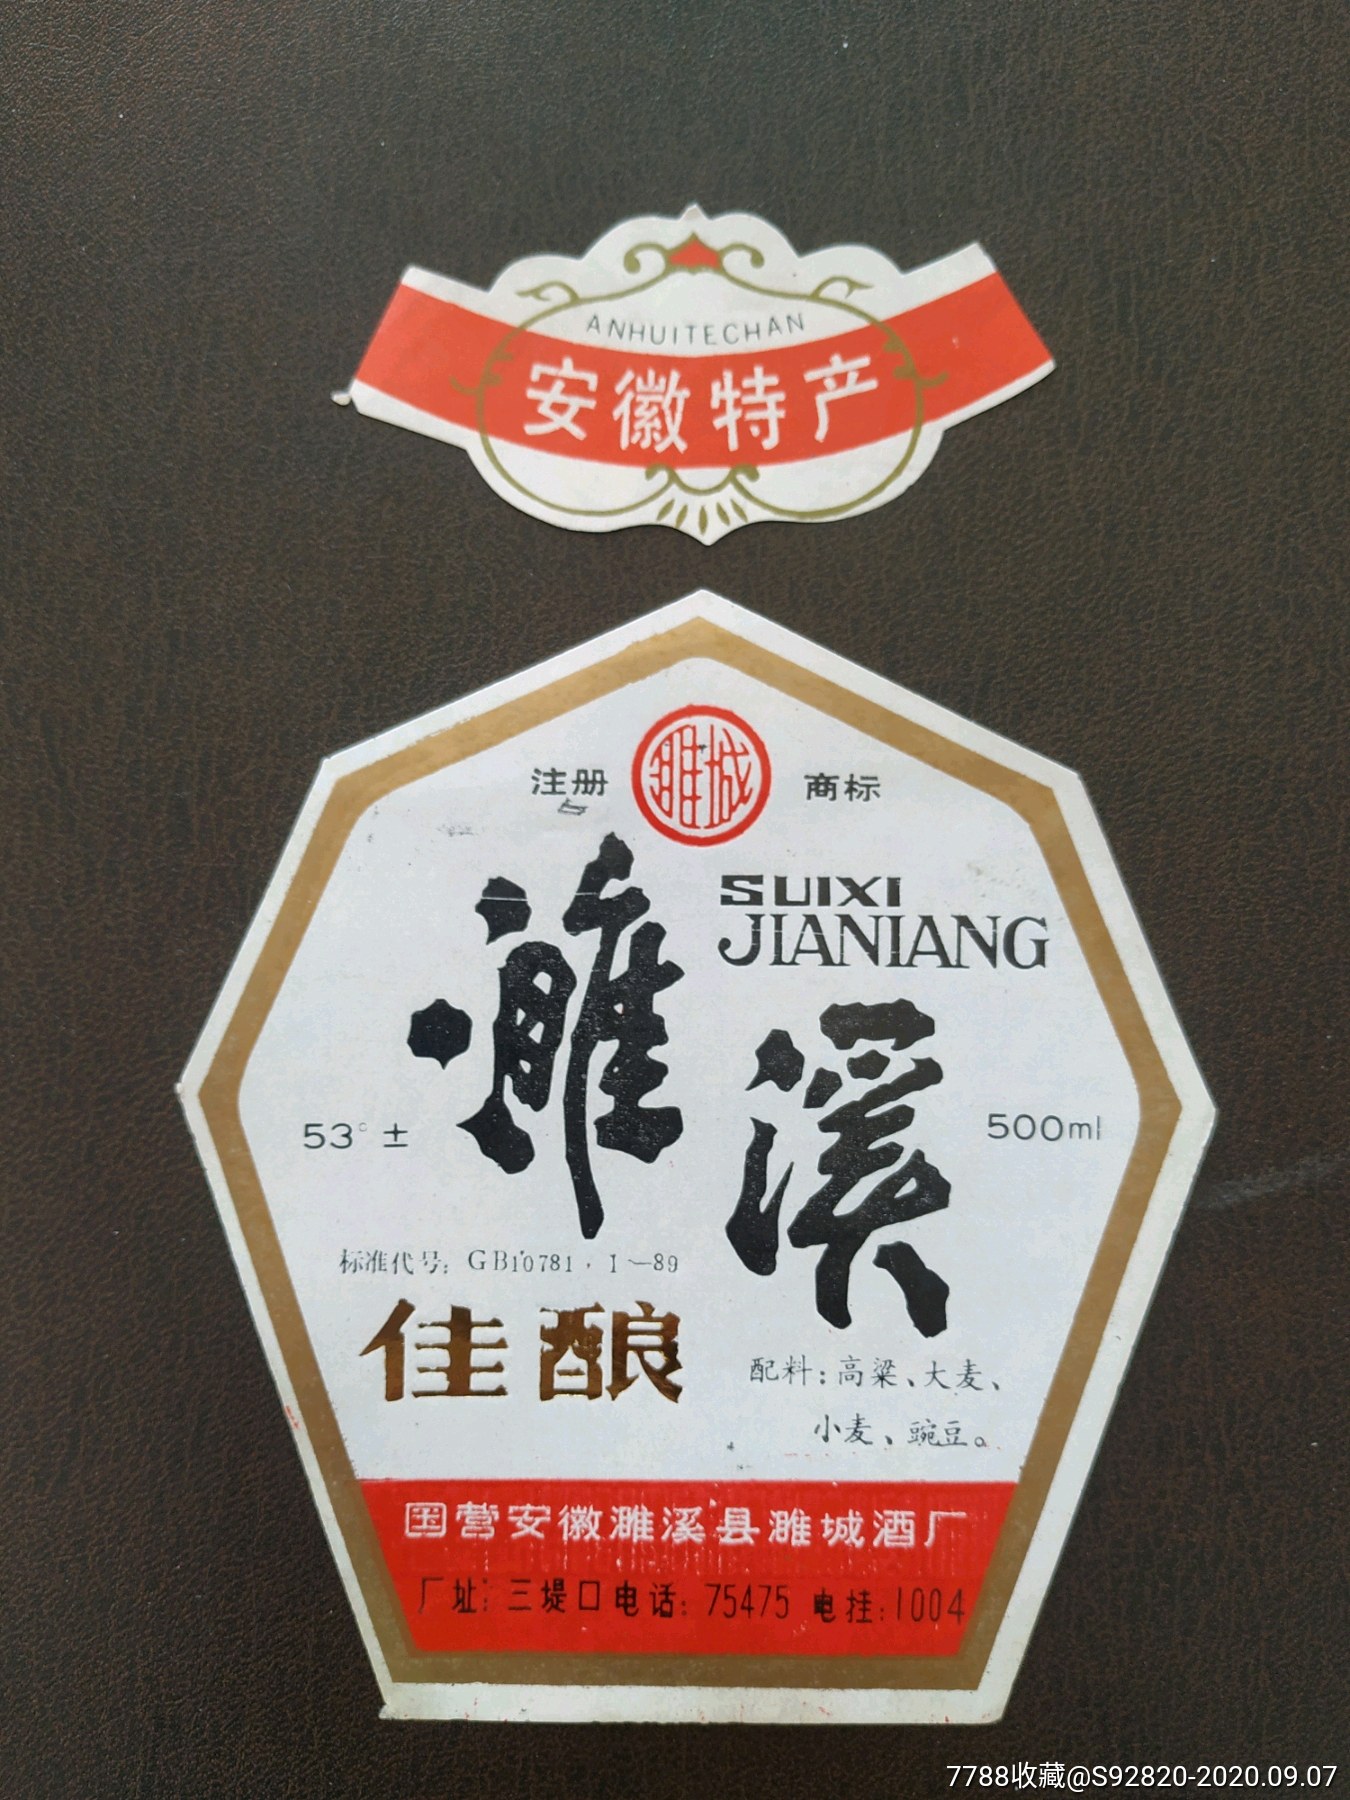 ANHUITECHAN
安徽特产
注册 濉城 商标
SUIXI
JIANIANG
濉溪
53°± 500ml
标准代号：GB10781·1—89
佳酿
配料：高粱、大麦、
小麦、豌豆。
国营安徽濉溪县濉城酒厂
厂址：三堤口 电话：75475 电挂：1004
7788收藏@S92820-2020.09.07